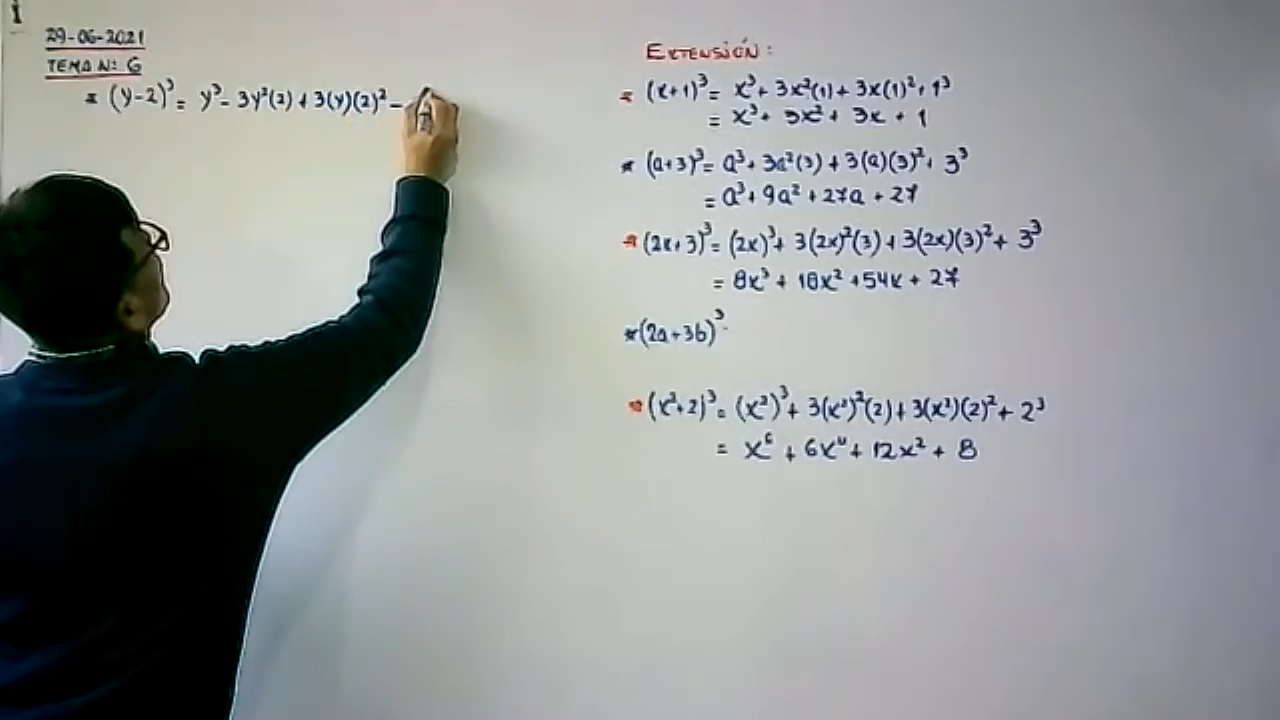 1
29-06-2021
TEMA N: 6
* (y-2)³ = y³ - 3y²(2) + 3(y)(2)² -
EXTENSIÓN:
* (x+1)³ = x³ + 3x²(1) + 3x(1)² + 1³
= x³ + 3x² + 3x + 1
* (a+3)³ = a³ + 3a²(3) + 3(a)(3)² + 3³
= a³ + 9a² + 27a + 27
* (2x+3)³ = (2x)³ + 3(2x)²(3) + 3(2x)(3)² + 3³
= 8x³ + 18x² + 54x + 27
* (2a+3b)³
* (x²+2)³ = (x²)³ + 3(x²)²(2) + 3(x²)(2)² + 2³
= x⁶ + 6x⁴ + 12x² + 8